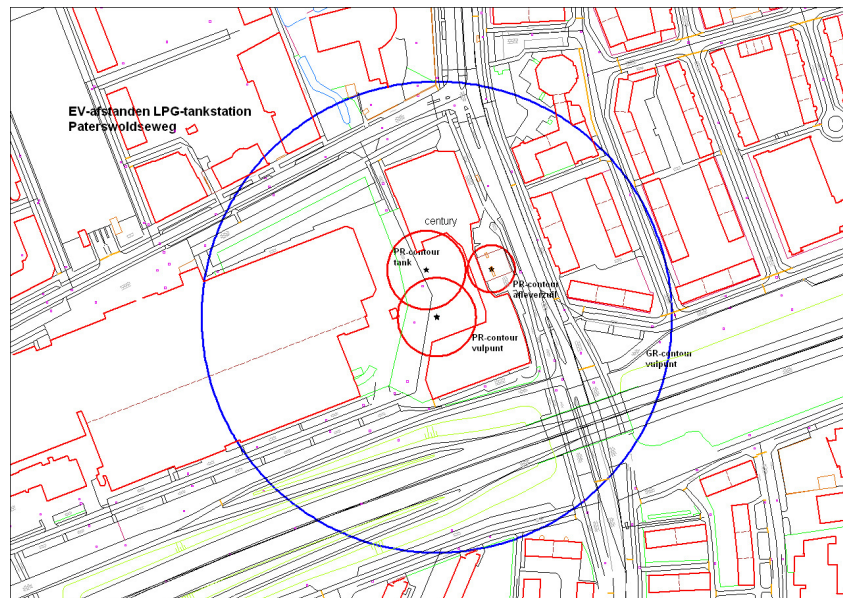 EV-afstanden LPG-tankstation
Paterswoldseweg
century
PR-contour
tank
PR-contour
afleverzuil
PR-contour
vulpunt
GR-contour
vulpunt